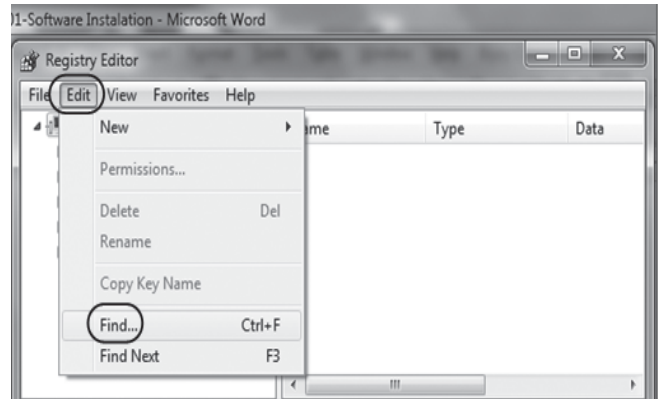 01-Software Instalation - Microsoft Word
Registry Editor
File Edit View Favorites Help
New
Permissions...
Delete Del
Rename
Copy Key Name
Find... Ctrl+F
Find Next F3
ame Type Data